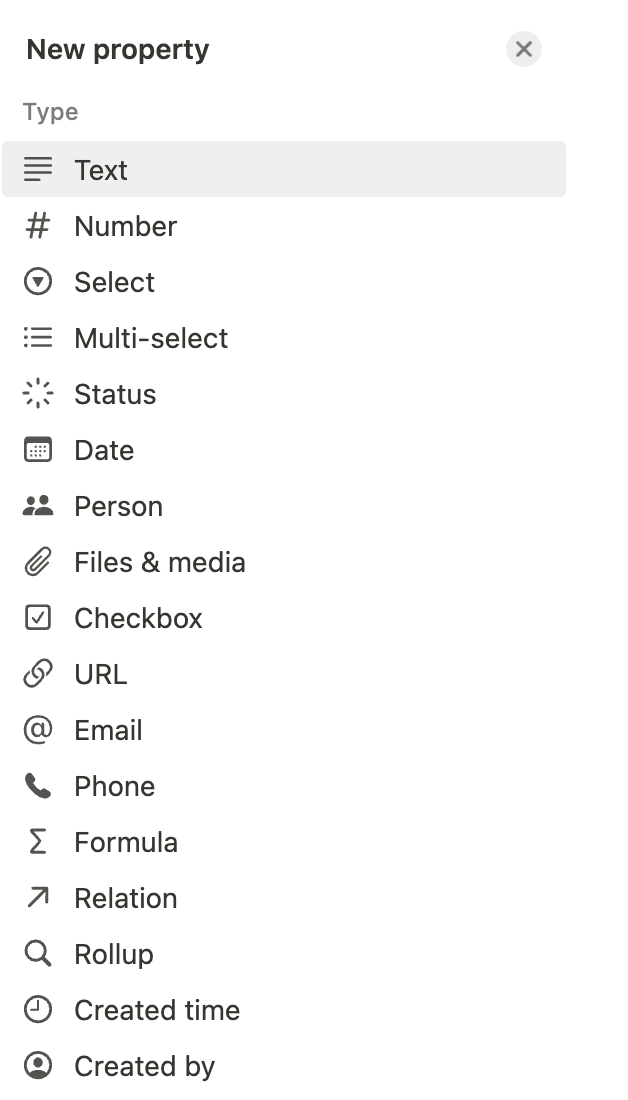 New property
Type
Text
Number
Select
Multi-select
Status
Date
Person
Files & media
Checkbox
URL
Email
Phone
Formula
Relation
Rollup
Created time
Created by